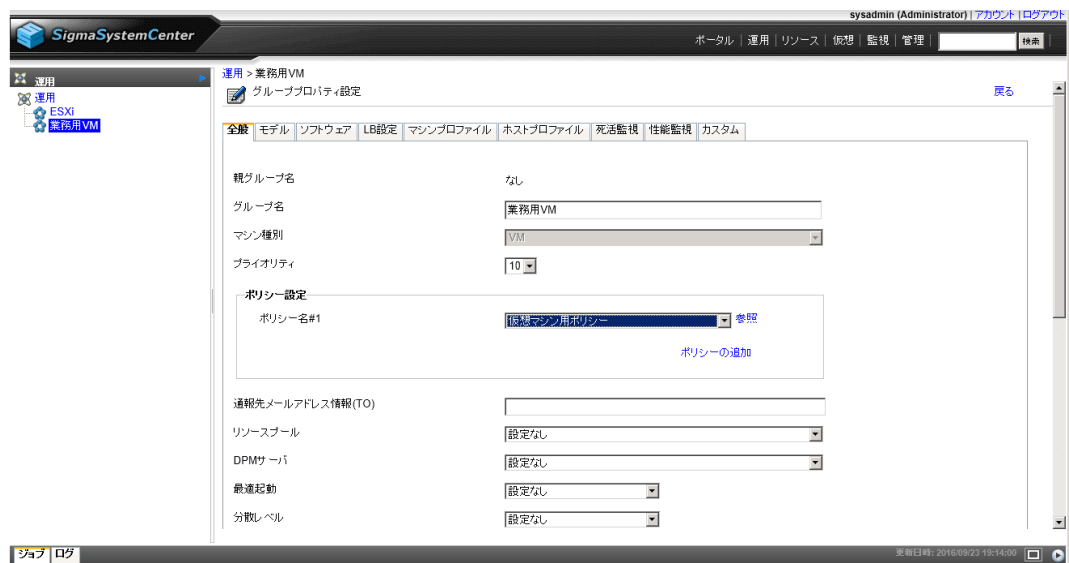 sysadmin (Administrator) | アカウント | ログアウト
SigmaSystemCenter
ポータル | 運用 | リソース | 仮想 | 監視 | 管理 | 検索
運用
運用
ESXi
業務用VM
運用 > 業務用VM
グループプロパティ設定
戻る
全般 モデル ソフトウェア LB設定 マシンプロファイル ホストプロファイル 死活監視 性能監視 カスタム
親グループ名 なし
グループ名 業務用VM
マシン種別 VM
プライオリティ 10
ポリシー設定
ポリシー名#1 仮想マシン用ポリシー 参照
ポリシーの追加
通報先メールアドレス情報(TO)
リソースプール 設定なし
DPMサーバ 設定なし
最適起動 設定なし
分散レベル 設定なし
ジョブ ログ
更新日時: 2016/09/23 19:14:00